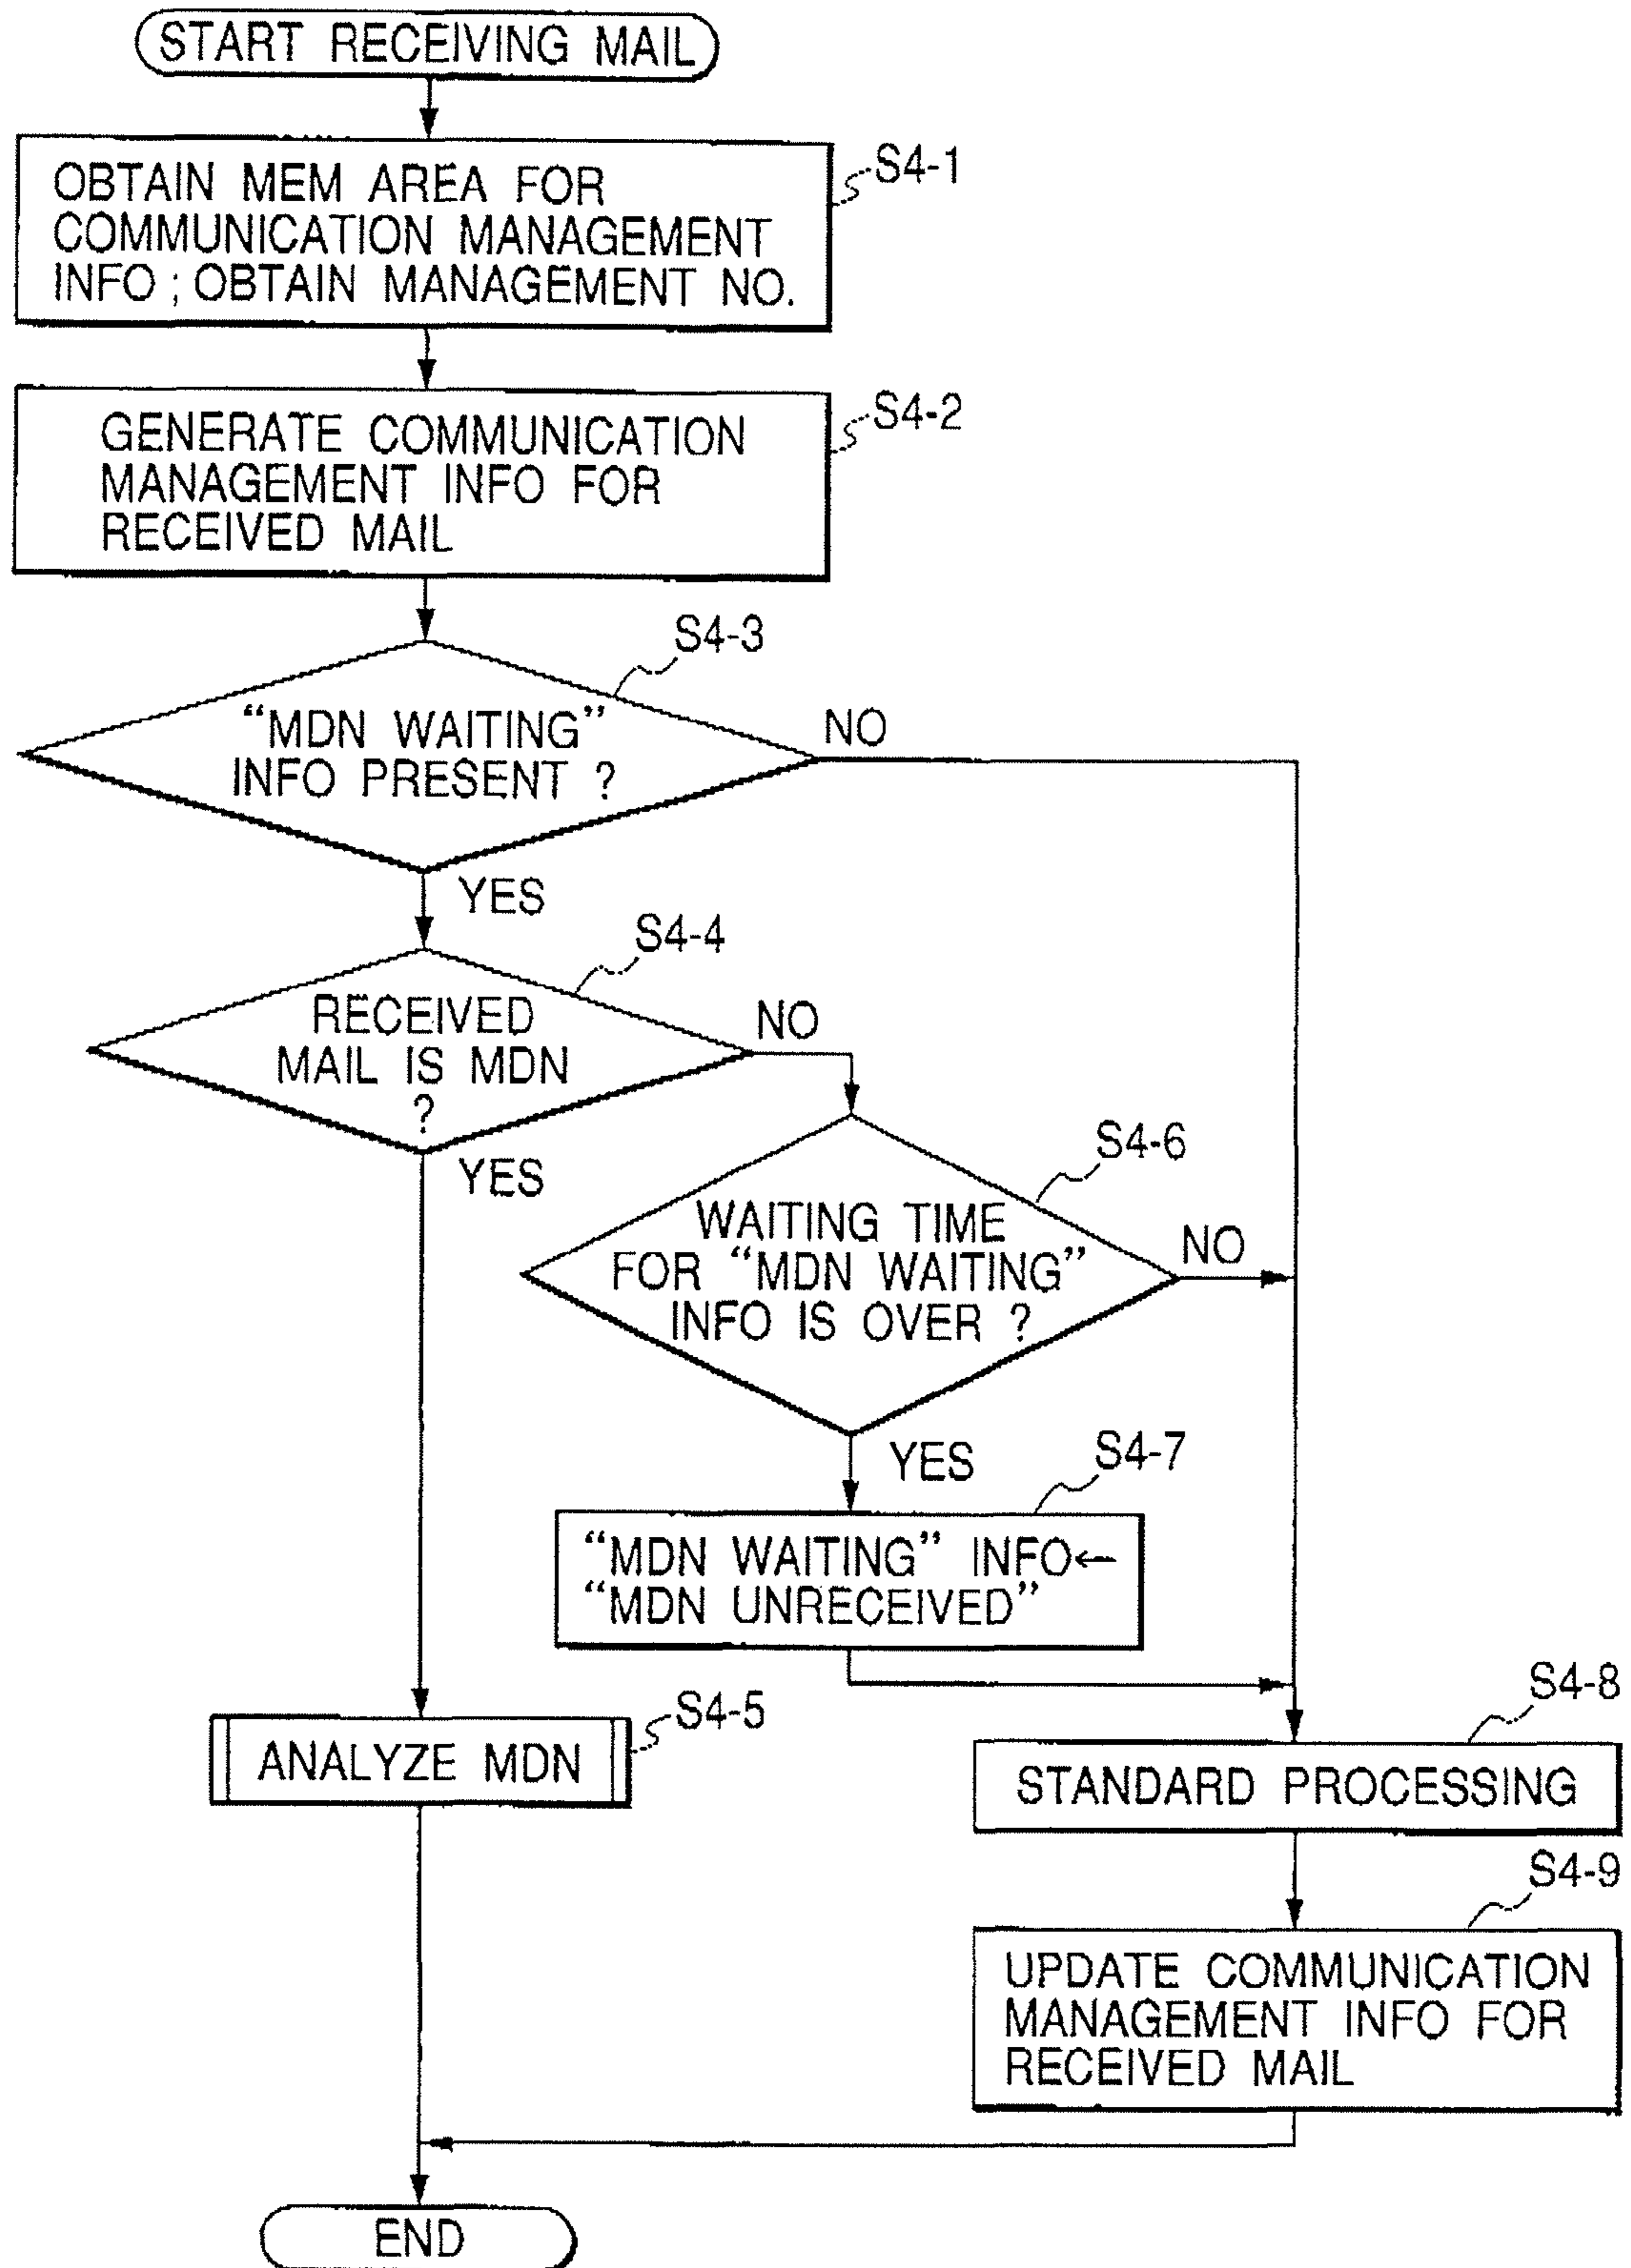 START RECEIVING MAIL
OBTAIN MEM AREA FOR
COMMUNICATION MANAGEMENT
INFO ; OBTAIN MANAGEMENT NO.
S4-1
GENERATE COMMUNICATION
MANAGEMENT INFO FOR
RECEIVED MAIL
S4-2
S4-3
“MDN WAITING”
INFO PRESENT ?
NO
YES
S4-4
RECEIVED
MAIL IS MDN
?
NO
YES
S4-6
WAITING TIME
FOR “MDN WAITING”
INFO IS OVER ?
NO
YES
S4-7
“MDN WAITING” INFO←
“MDN UNRECEIVED”
S4-5
ANALYZE MDN
S4-8
STANDARD PROCESSING
S4-9
UPDATE COMMUNICATION
MANAGEMENT INFO FOR
RECEIVED MAIL
END